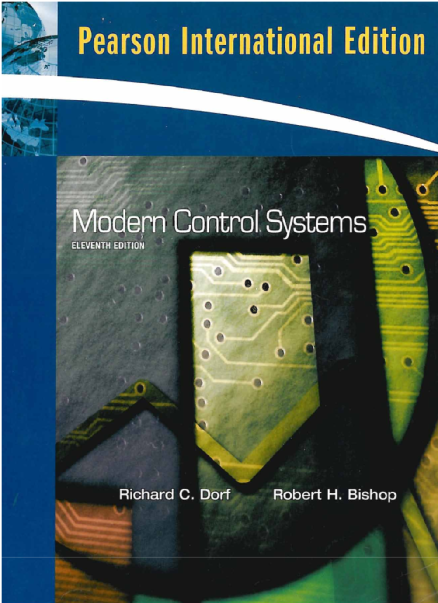 Pearson International Edition
Modern Control Systems
ELEVENTH EDITION
Richard C. Dorf Robert H. Bishop